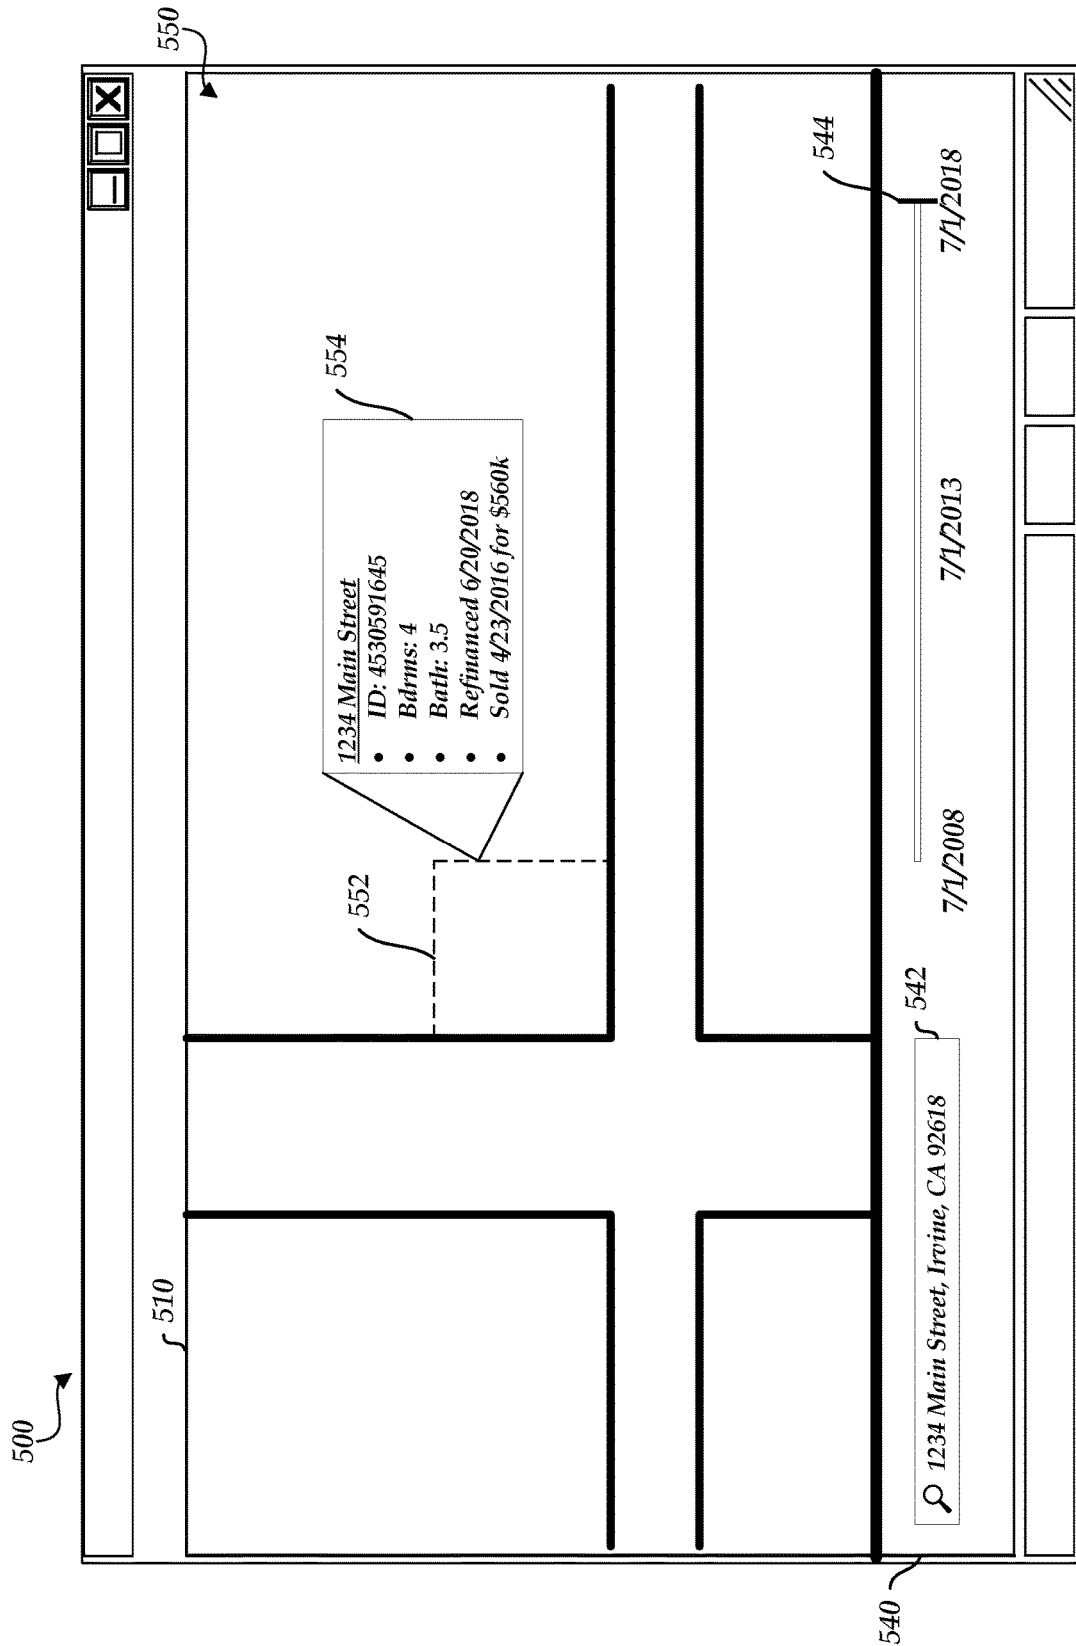 500
510
550
552
554
1234 Main Street
• ID: 4530591645
• Bdrms: 4
• Bath: 3.5
• Refinanced 6/20/2018
• Sold 4/23/2016 for $560k
540
542
544
1234 Main Street, Irvine, CA 92618
7/1/2008 7/1/2013 7/1/2018